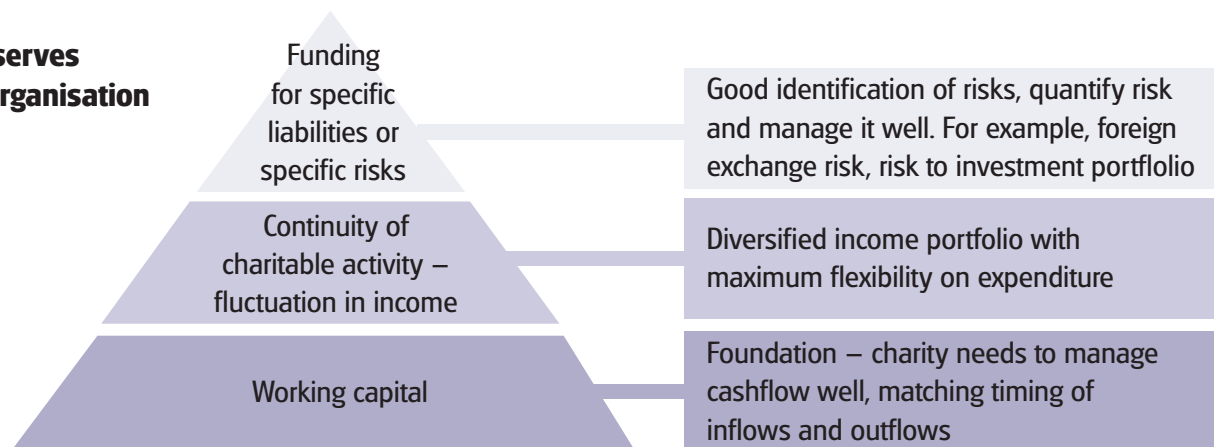 serves
rganisation
Funding
for specific
liabilities or
specific risks
Good identification of risks, quantify risk
and manage it well. For example, foreign
exchange risk, risk to investment portflolio
Continuity of
charitable activity –
fluctuation in income
Diversified income portfolio with
maximum flexibility on expenditure
Working capital
Foundation – charity needs to manage
cashflow well, matching timing of
inflows and outflows